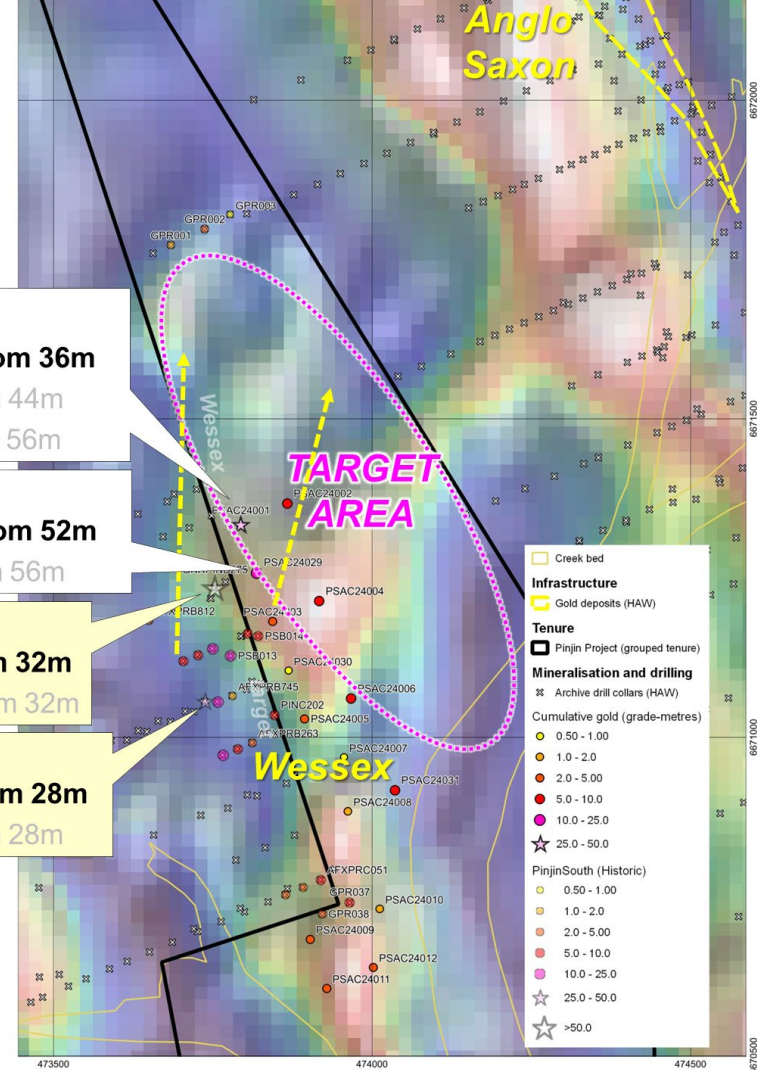 Anglo
Saxon
6672000
GPR003
GPR002
GPR001
om 36m
44m
56m
Wessex
6671500
TARGET
AREA
PSAC24002
PSAC24001
om 52m
56m
PSAC24029
PSAC24004
PSAC24003
PSB014
PSB013
m 32m
m 32m
PSAC24030
PSAC24006
PINC202
PSAC24005
Target
6671000
PSAC24007
Wessex
PSAC24031
m 28m
28m
PSAC24008
AFXPRC051
GPR037
PSAC24010
GPR038
PSAC24009
PSAC24012
PSAC24011
Creek bed
Infrastructure
Gold deposits (HAW)
Tenure
Pinjin Project (grouped tenure)
Mineralisation and drilling
Archive drill collars (HAW)
Cumulative gold (grade-metres)
0.50 - 1.00
1.0 - 2.0
2.0 - 5.00
5.0 - 10.0
10.0 - 25.0
25.0 - 50.0
PinjinSouth (Historic)
0.50 - 1.00
1.0 - 2.0
2.0 - 5.00
5.0 - 10.0
10.0 - 25.0
25.0 - 50.0
>50.0
6670500
473500
474000
474500